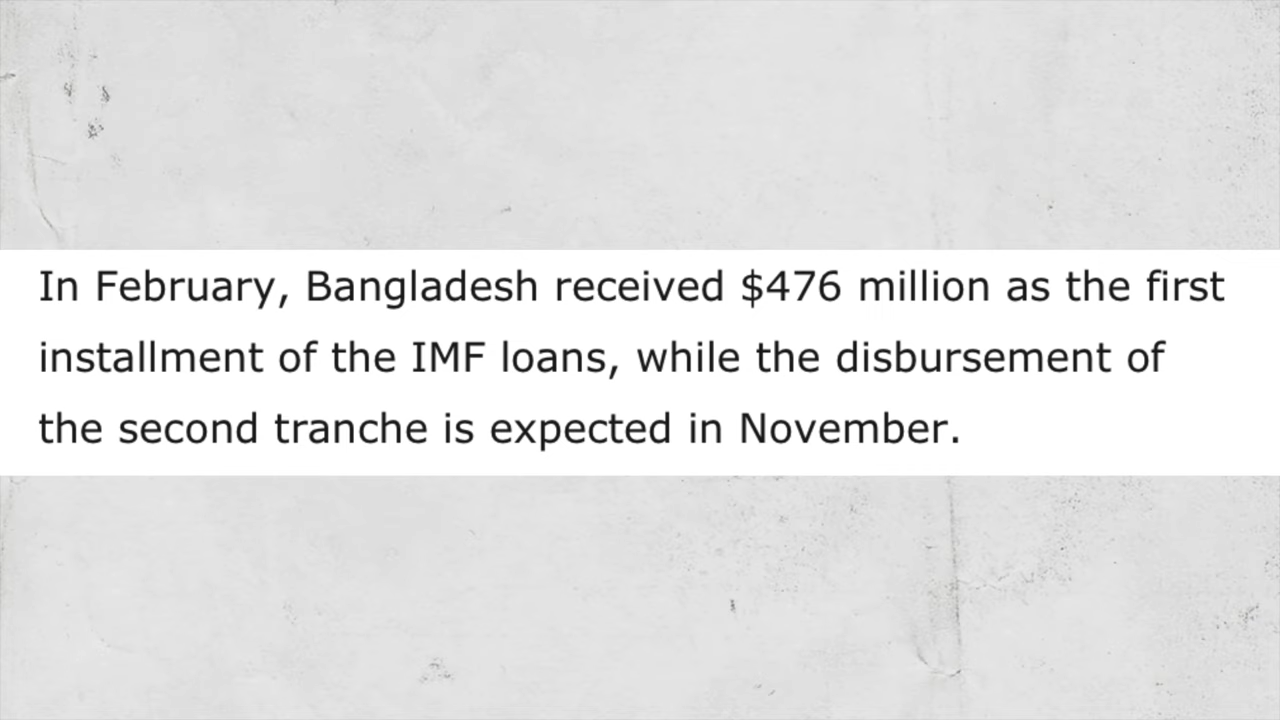 In February, Bangladesh received $476 million as the first
installment of the IMF loans, while the disbursement of
the second tranche is expected in November.